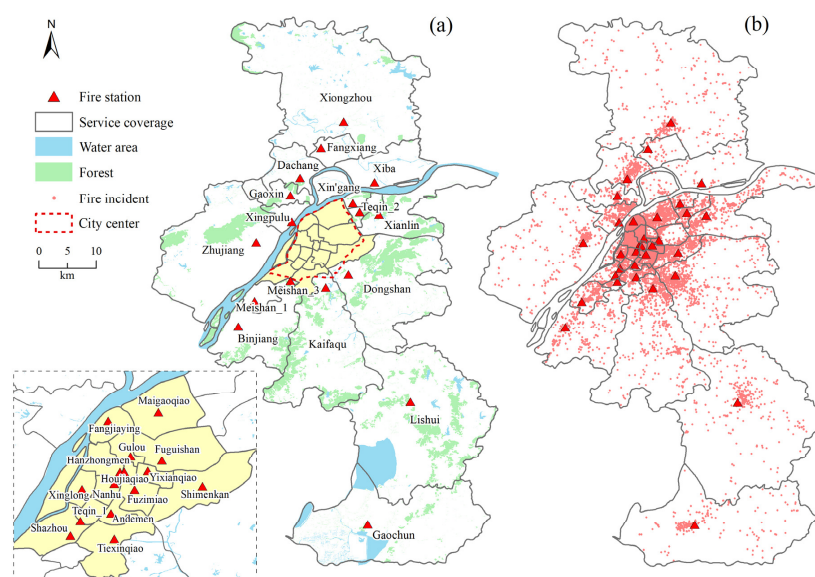 N
(a)
(b)
Fire station
Service coverage
Water area
Forest
Fire incident
City center
0 5 10
km
Xiongzhou
Fangxiang
Dachang
Xiba
Gaoxin
Xin'gang
Teqin_2
Xingpulu
Xianlin
Zhujiang
Dongshan
Meishan_3
Meishan_1
Binjiang
Kaifaqu
Lishui
Gaochun
Maigaoqiao
Fangjiaying
Gulou
Fuguishan
Hanzhongmen
Houjiaqiao
Yixianqiao
Xinglong
Nanhu
Fuzimiao
Shimenkan
Teqin_1
Andemen
Shazhou
Tiexinqiao